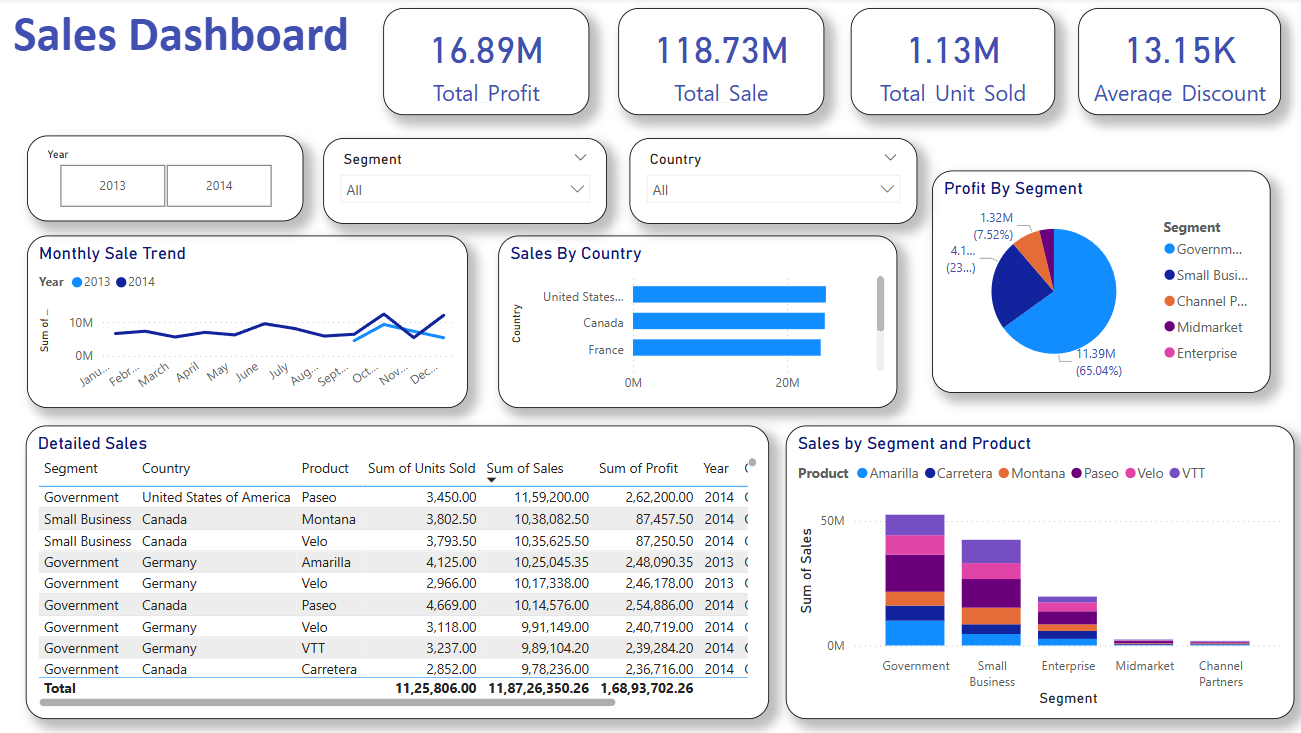 Sales Dashboard
16.89M
Total_Profit
118.73M
Total_Sale
1.13M
Total_Unit_Sold
13.15K
Average_Discount
Year
2013
2014
Segment
All
Country
All
Profit By Segment
1.32M
(7.52%)
4.1...
(23...)
11.39M
(65.04%)
Segment
Governm...
Small Busi...
Channel P...
Midmarket
Enterprise
Monthly Sale Trend
Year 2013 2014
Sum of ...
10M
0M
Janu... Febr... March April May June July Aug... Sept... Oct... Nov... Dec...
Sales By Country
Country
United States...
Canada
France
0M 20M
Detailed Sales
Segment Country Product Sum of Units Sold Sum of Sales Sum of Profit Year
Government United States of America Paseo 3,450.00 11,59,200.00 2,62,200.00 2014
Small Business Canada Montana 3,802.50 10,38,082.50 87,457.50 2014
Small Business Canada Velo 3,793.50 10,35,625.50 87,250.50 2014
Government Germany Amarilla 4,125.00 10,25,045.35 2,48,090.35 2013
Government Germany Velo 2,966.00 10,17,338.00 2,46,178.00 2013
Government Canada Paseo 4,669.00 10,14,576.00 2,54,886.00 2014
Government Germany Velo 3,118.00 9,91,149.00 2,40,719.00 2014
Government Germany VTT 3,237.00 9,89,104.20 2,39,284.20 2014
Government Canada Carretera 2,852.00 9,78,236.00 2,36,716.00 2014
Total 11,25,806.00 11,87,26,350.26 1,68,93,702.26
Sales by Segment and Product
Product Amarilla Carretera Montana Paseo Velo VTT
Sum of Sales
50M
0M
Government Small Business Enterprise Midmarket Channel Partners
Segment